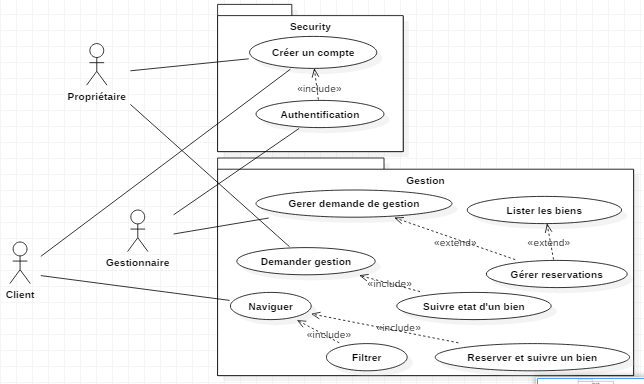 Security
Créer un compte
Propriétaire
«include»
Authentification
Gestion
Gerer demande de gestion
Lister les biens
«extend»
«extend»
Gestionnaire
Demander gestion
Gérer reservations
«include»
Client
Naviguer
Suivre etat d'un bien
«include»
«include»
Filtrer
Reserver et suivre un bien